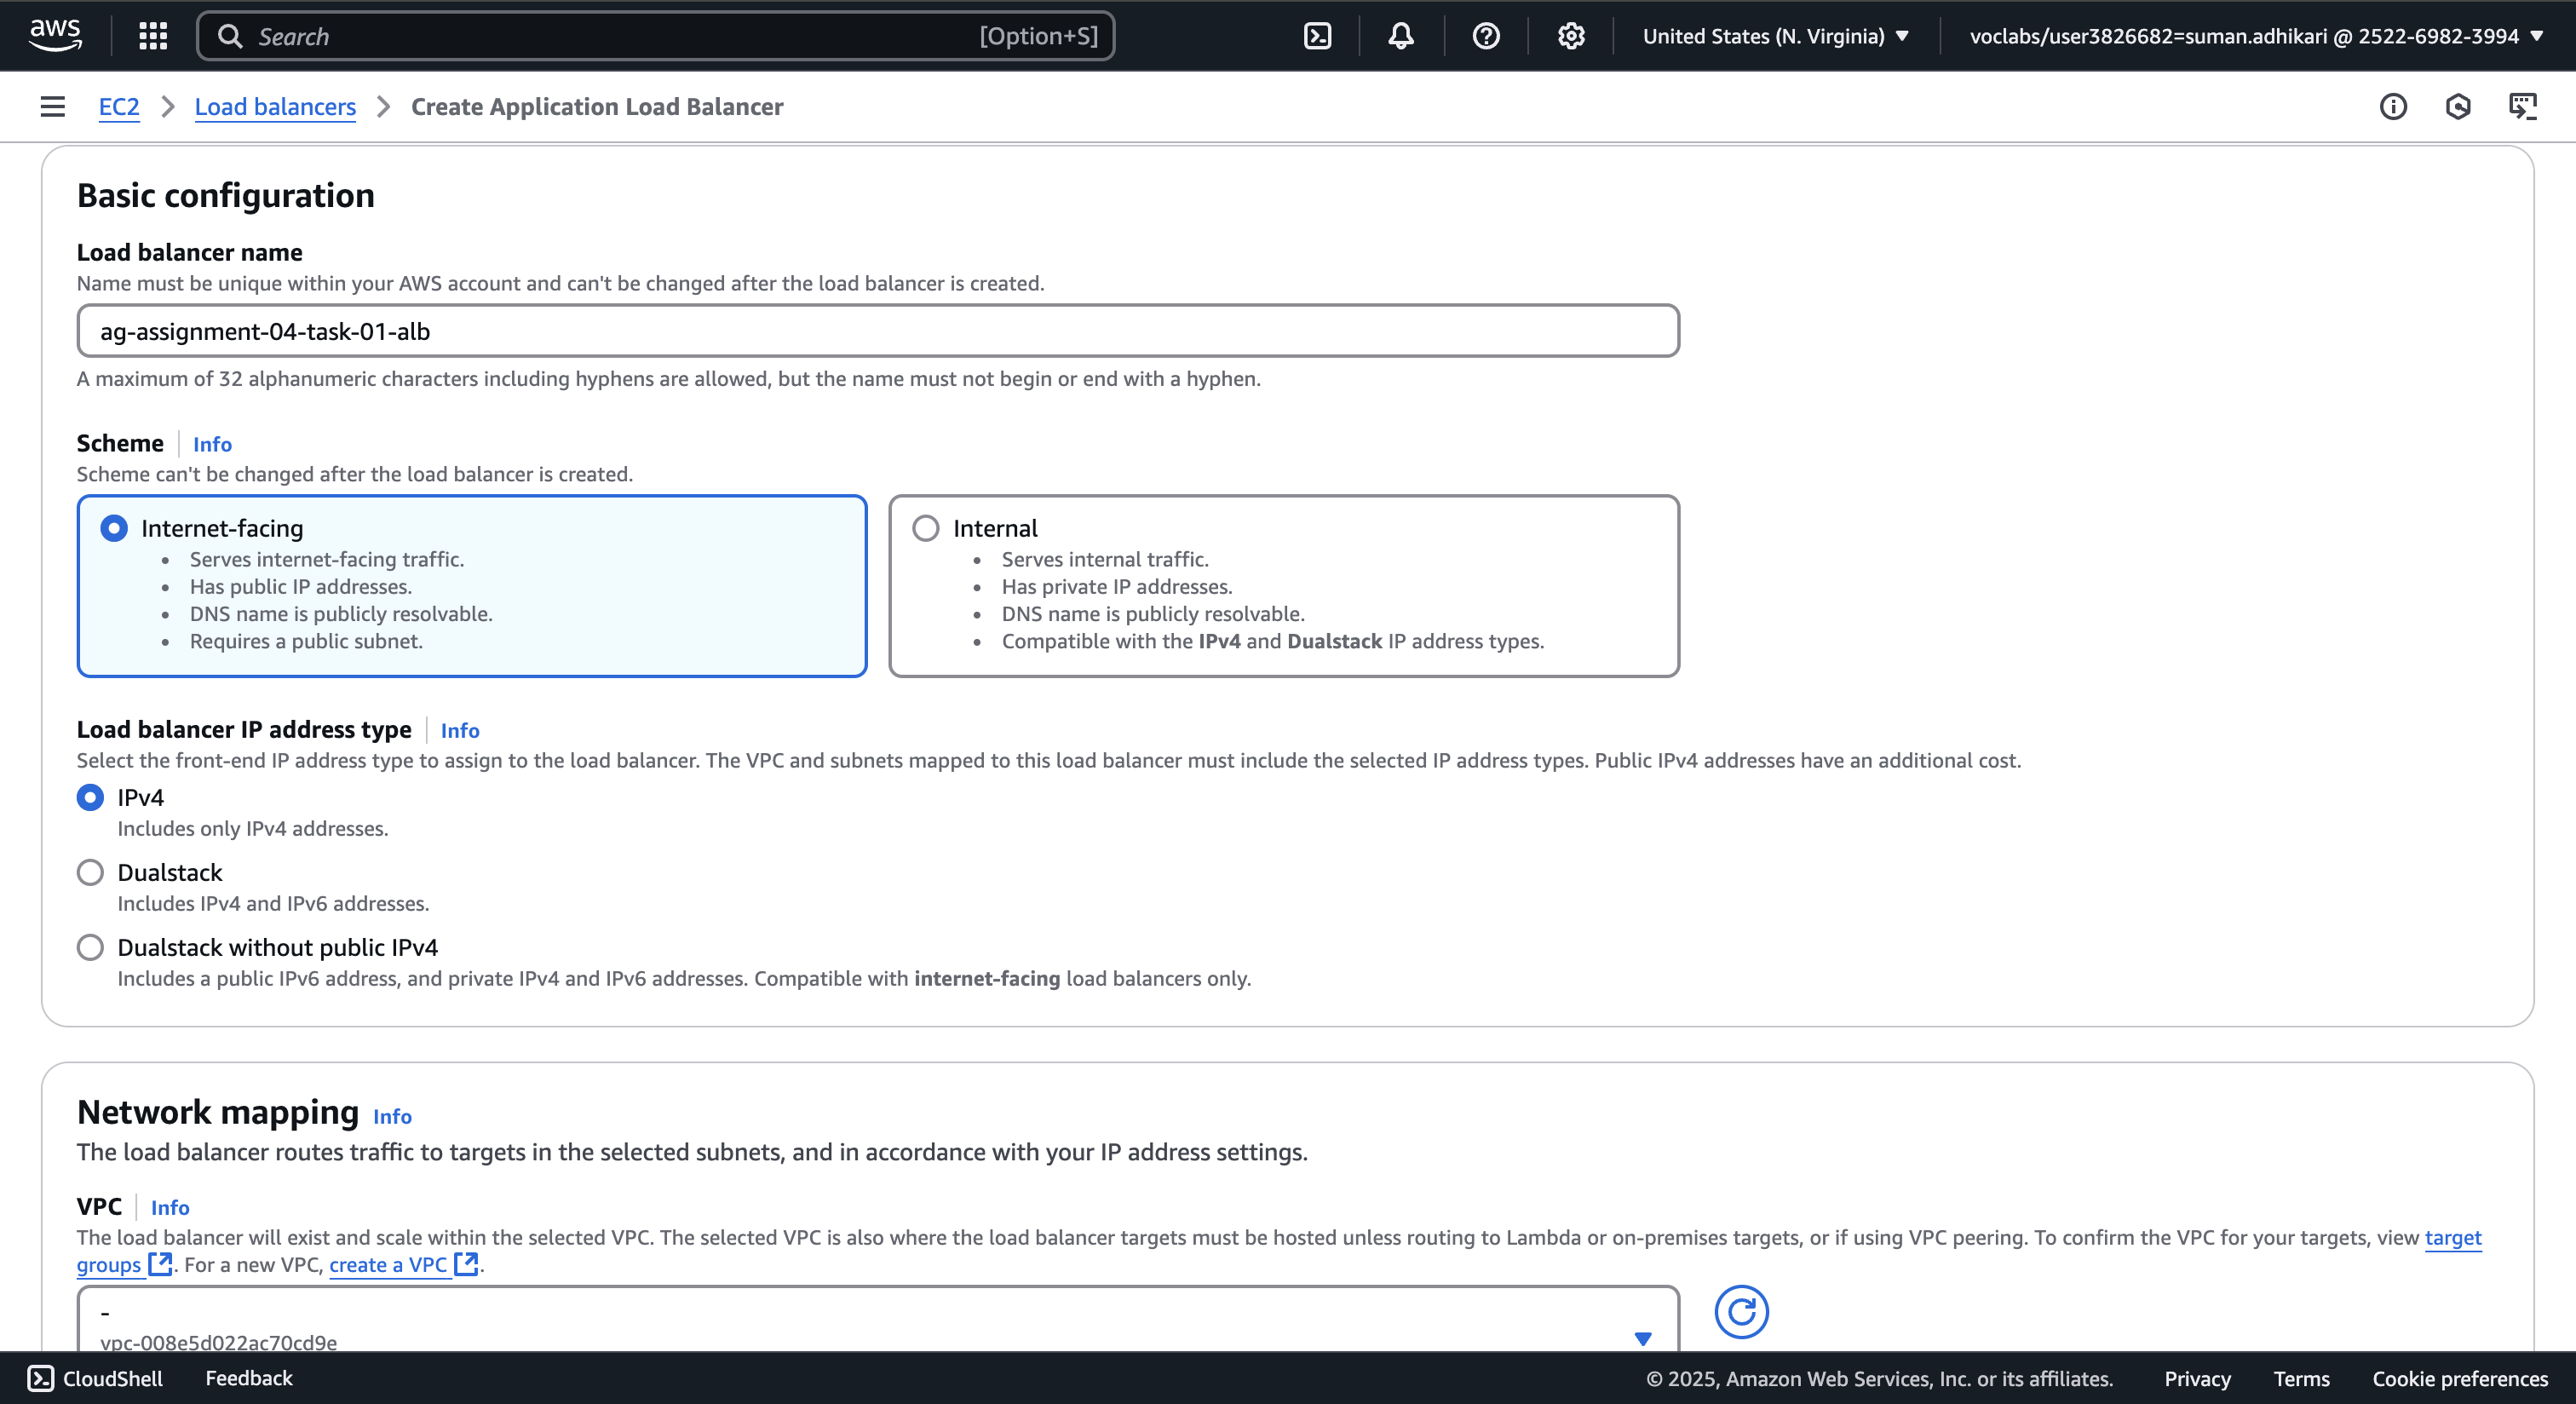 aws
Search [Option+S]
United States (N. Virginia)
voclabs/user3826682=suman.adhikari @ 2522-6982-3994
EC2 Load balancers Create Application Load Balancer
Basic configuration
Load balancer name
Name must be unique within your AWS account and can't be changed after the load balancer is created.
ag-assignment-04-task-01-alb
A maximum of 32 alphanumeric characters including hyphens are allowed, but the name must not begin or end with a hyphen.
Scheme Info
Scheme can't be changed after the load balancer is created.
Internet-facing
• Serves internet-facing traffic.
• Has public IP addresses.
• DNS name is publicly resolvable.
• Requires a public subnet.
Internal
• Serves internal traffic.
• Has private IP addresses.
• DNS name is publicly resolvable.
• Compatible with the IPv4 and Dualstack IP address types.
Load balancer IP address type Info
Select the front-end IP address type to assign to the load balancer. The VPC and subnets mapped to this load balancer must include the selected IP address types. Public IPv4 addresses have an additional cost.
IPv4
Includes only IPv4 addresses.
Dualstack
Includes IPv4 and IPv6 addresses.
Dualstack without public IPv4
Includes a public IPv6 address, and private IPv4 and IPv6 addresses. Compatible with internet-facing load balancers only.
Network mapping Info
The load balancer routes traffic to targets in the selected subnets, and in accordance with your IP address settings.
VPC Info
The load balancer will exist and scale within the selected VPC. The selected VPC is also where the load balancer targets must be hosted unless routing to Lambda or on-premises targets, or if using VPC peering. To confirm the VPC for your targets, view target
groups. For a new VPC, create a VPC.
-
vpc-008e5d022ac70cd9e
CloudShell Feedback
© 2025, Amazon Web Services, Inc. or its affiliates. Privacy Terms Cookie preferences